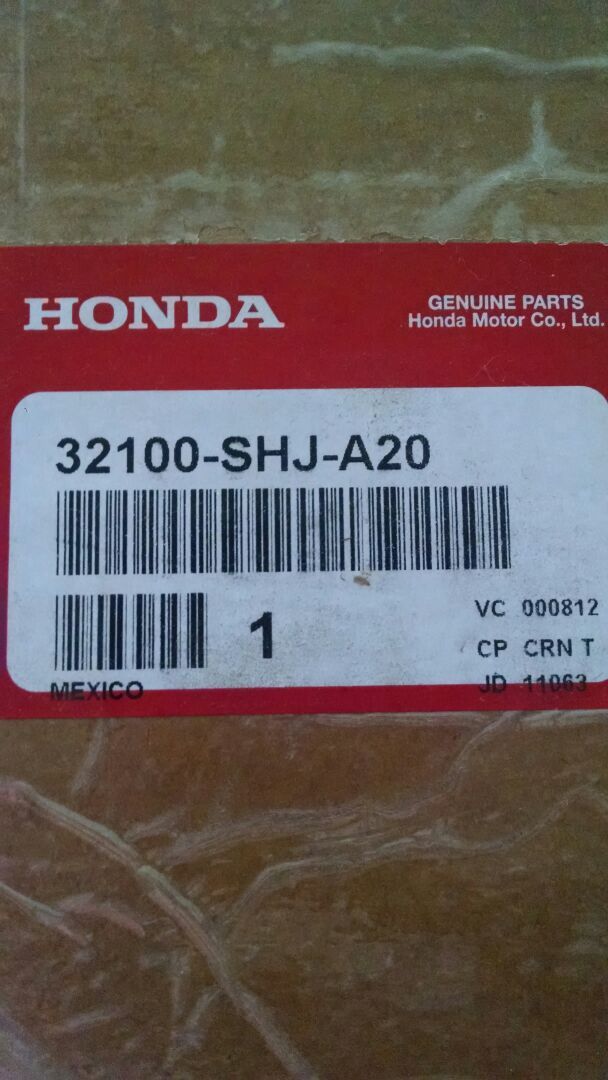 HONDA
GENUINE PARTS
Honda Motor Co., Ltd.
32100-SHJ-A20
1
VC 000812
CP CRN T
MEXICO
JD 11063